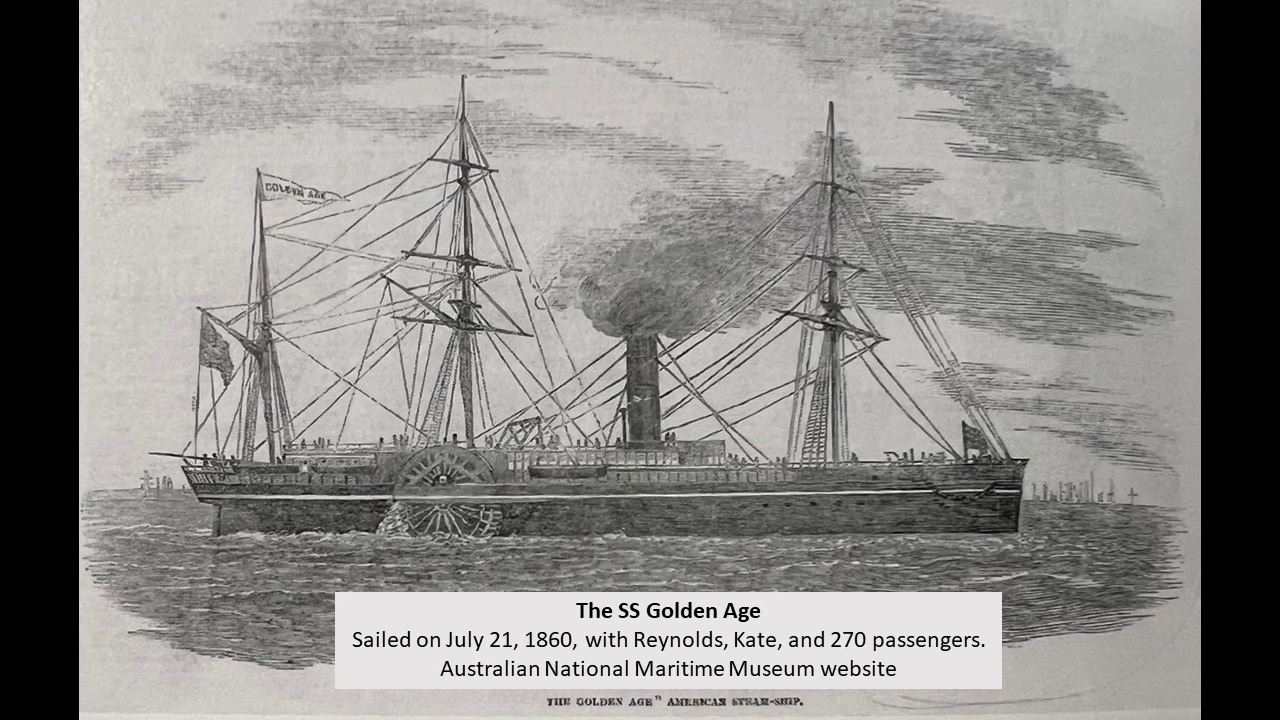 GOLDEN AGE
The SS Golden Age
Sailed on July 21, 1860, with Reynolds, Kate, and 270 passengers.
Australian National Maritime Museum website
THE GOLDEN AGE" AMERICAN STEAM-SHIP.